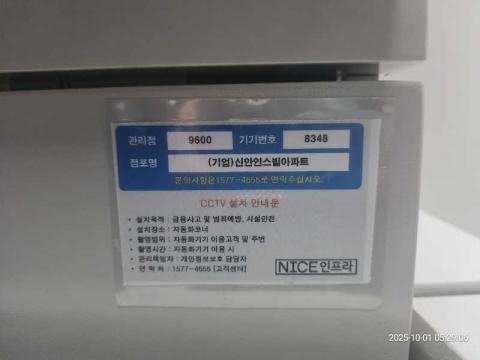 관리점 9600 기기번호 8348
점포명 (기업)신안인스빌아파트
문의사항은1577-4655로 연락주십시오.
CCTV 설치 안내문
• 설치목적 : 금융사고 및 범죄예방, 시설안전
• 설치장소 : 자동화코너
• 촬영범위 : 자동화기기 이용고객 및 주변
• 촬영시간 : 자동화기기 이용 시
• 관리책임자 : 개인정보보호 담당자
• 연 락 처 : 1577-4655 [고객센터]
NICE인프라
2025-10-01 05:29:06